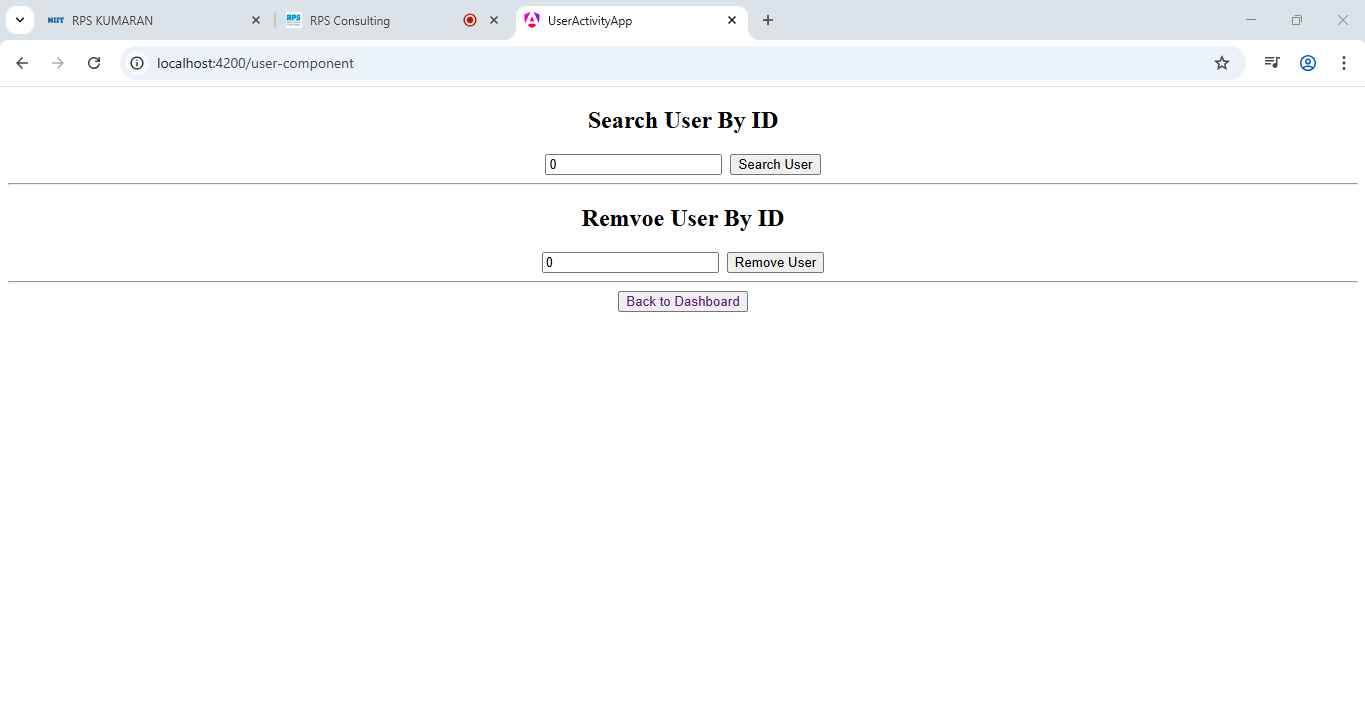 NIIT RPS KUMARAN RPS RPS Consulting UserActivityApp
localhost:4200/user-component
Search User By ID
0 Search User
Remvoe User By ID
0 Remove User
Back to Dashboard